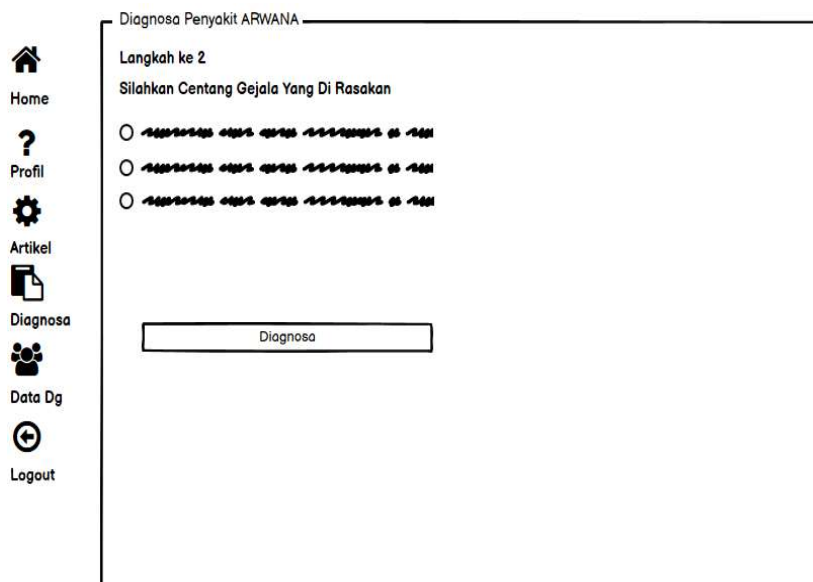 Diagnosa Penyakit ARWANA
Langkah ke 2
Silahkan Centang Gejala Yang Di Rasakan
Diagnosa
Home
Profil
Artikel
Diagnosa
Data Dg
Logout